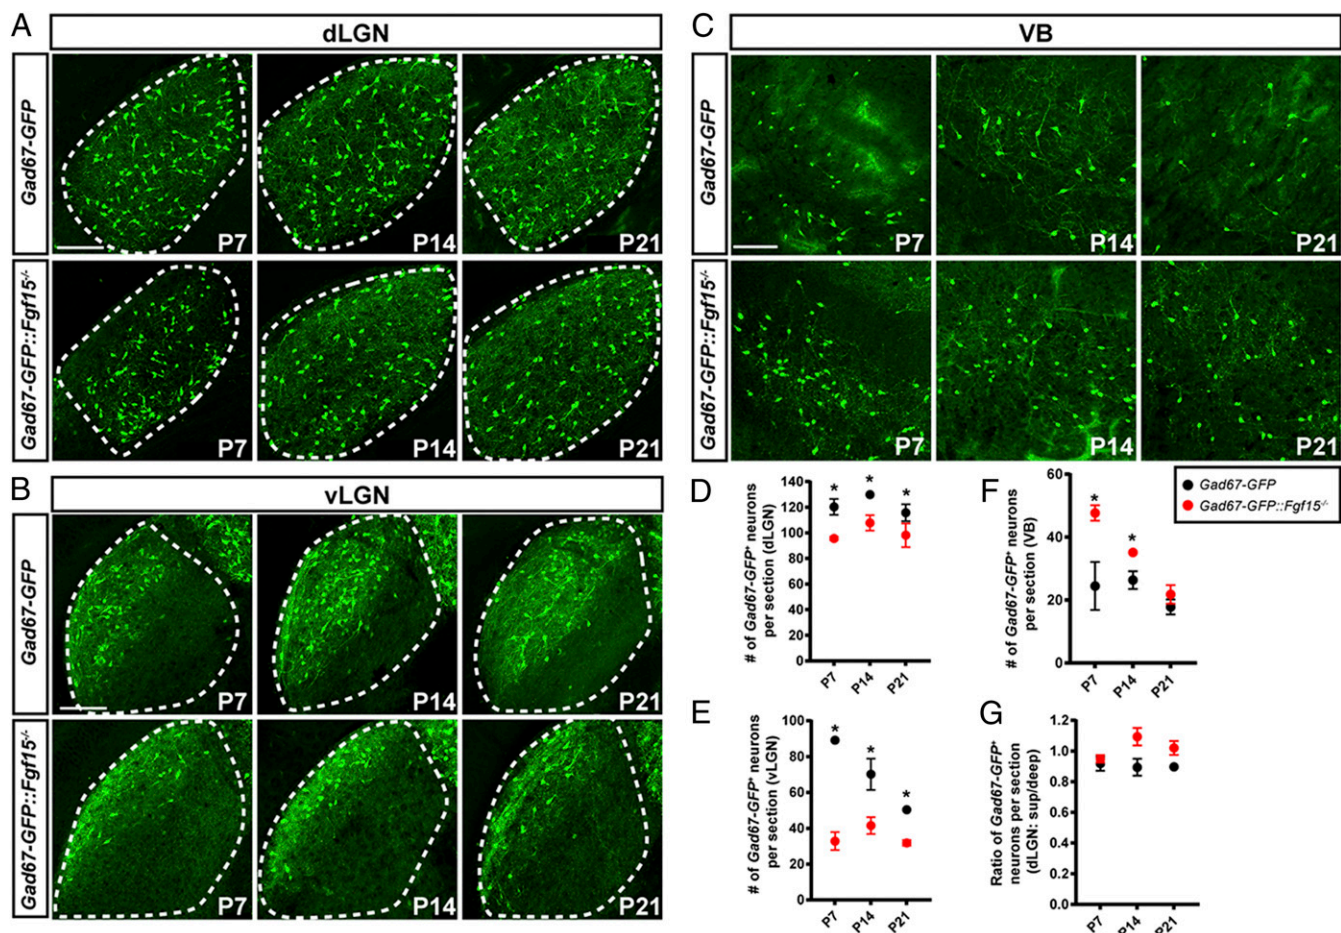 A
dLGN
Gad67-GFP
P7
P14
P21
Gad67-GFP::Fgf15-/-
P7
P14
P21
B
vLGN
Gad67-GFP
P7
P14
P21
Gad67-GFP::Fgf15-/-
P7
P14
P21
C
VB
Gad67-GFP
P7
P14
P21
Gad67-GFP::Fgf15-/-
P7
P14
P21
D
# of Gad67-GFP+ neurons
per section (dLGN)
140
120
100
80
60
40
20
0
* * *
P7 P14 P21
E
# of Gad67-GFP+ neurons
per section (vLGN)
100
80
60
40
20
0
* * *
P7 P14 P21
F
# of Gad67-GFP+ neurons
per section (VB)
60
40
20
0
* *
P7 P14 P21
Gad67-GFP
Gad67-GFP::Fgf15-/-
G
Ratio of Gad67-GFP+
neurons per section
(dLGN: sup/deep)
1.2
1.0
0.8
0.6
0.4
0.2
0.0
P7 P14 P21